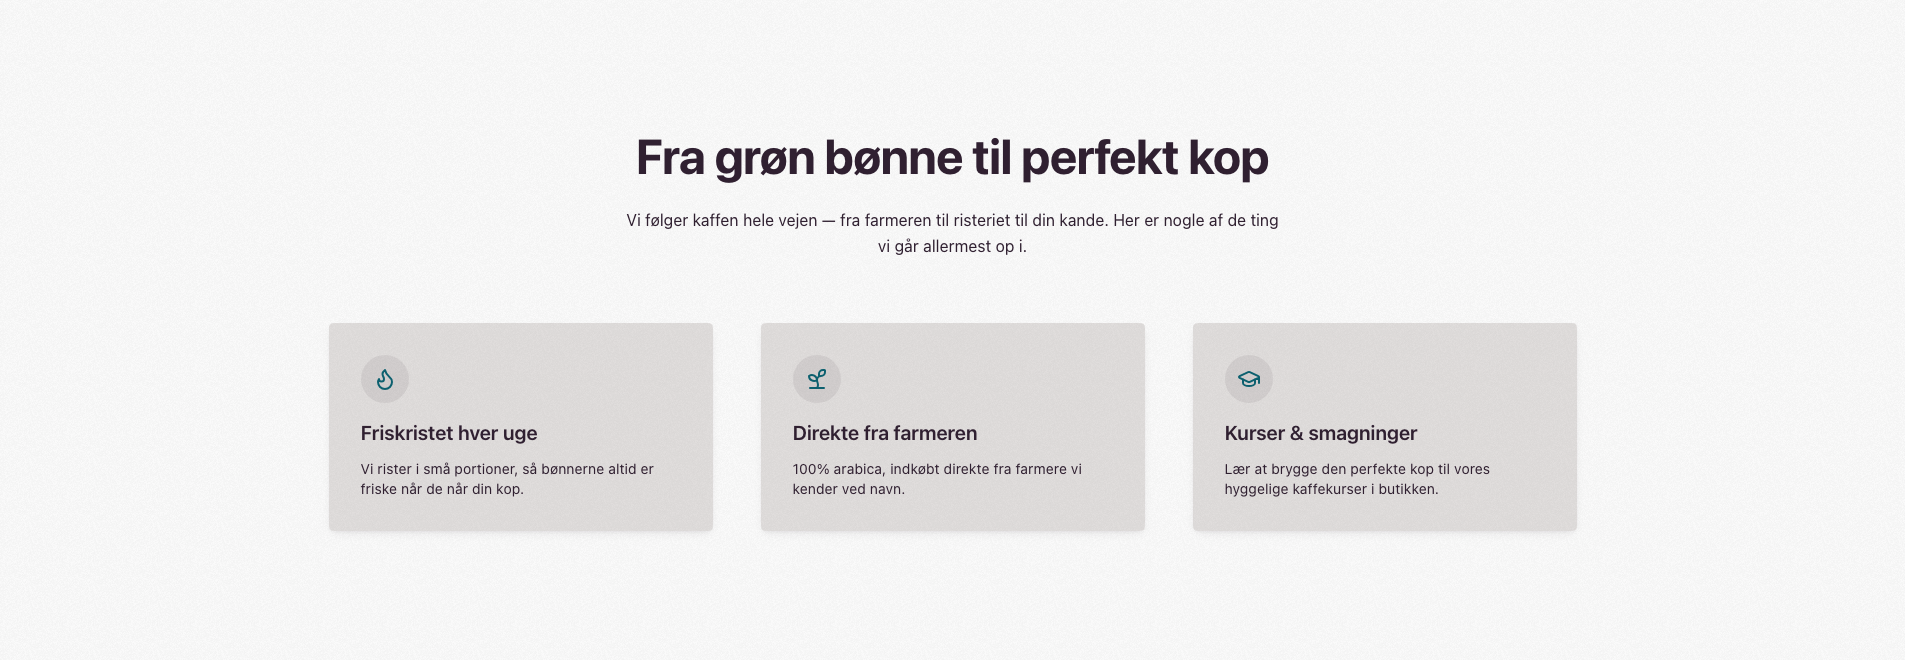 Fra grøn bønne til perfekt kop
Vi følger kaffen hele vejen — fra farmeren til risteriet til din kande. Her er nogle af de ting
vi går allermest op i.
Friskristet hver uge
Vi rister i små portioner, så bønnerne altid er
friske når de når din kop.
Direkte fra farmeren
100% arabica, indkøbt direkte fra farmere vi
kender ved navn.
Kurser & smagninger
Lær at brygge den perfekte kop til vores
hyggelige kaffekurser i butikken.